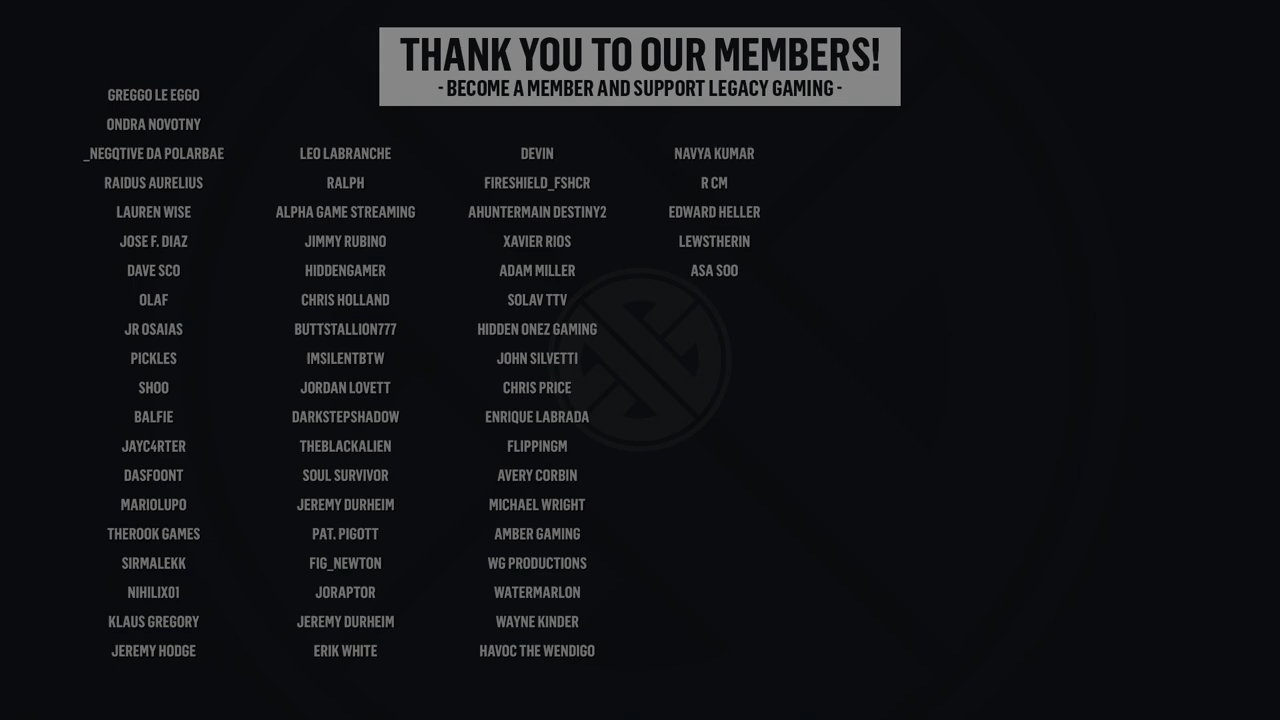 THANK YOU TO OUR MEMBERS!
- BECOME A MEMBER AND SUPPORT LEGACY GAMING -
GREGGO LE EGGO
ONDRA NOVOTNY
_NEGQTIVE DA POLARBAE
RAIDUS AURELIUS
LAUREN WISE
JOSE F. DIAZ
DAVE SCO
OLAF
JR OSAIAS
PICKLES
SHOO
BALFIE
JAYC4RTER
DASFOONT
MARIOLUPO
THEROOK GAMES
SIRMALEKK
NIHILIX01
KLAUS GREGORY
JEREMY HODGE
LEO LABRANCHE
RALPH
ALPHA GAME STREAMING
JIMMY RUBINO
HIDDENGAMER
CHRIS HOLLAND
BUTTSTALLION777
IMSILENTBTW
JORDAN LOVETT
DARKSTEPSHADOW
THEBLACKALIEN
SOUL SURVIVOR
JEREMY DURHEIM
PAT. PIGOTT
FIG_NEWTON
JORAPTOR
JEREMY DURHEIM
ERIK WHITE
DEVIN
FIRESHIELD_FSHCR
AHUNTERMAIN DESTINY2
XAVIER RIOS
ADAM MILLER
SOLAV TTV
HIDDEN ONEZ GAMING
JOHN SILVETTI
CHRIS PRICE
ENRIQUE LABRADA
FLIPPINGM
AVERY CORBIN
MICHAEL WRIGHT
AMBER GAMING
WG PRODUCTIONS
WATERMARLON
WAYNE KINDER
HAVOC THE WENDIGO
NAVYA KUMAR
R CM
EDWARD HELLER
LEWSTHERIN
ASA SOO